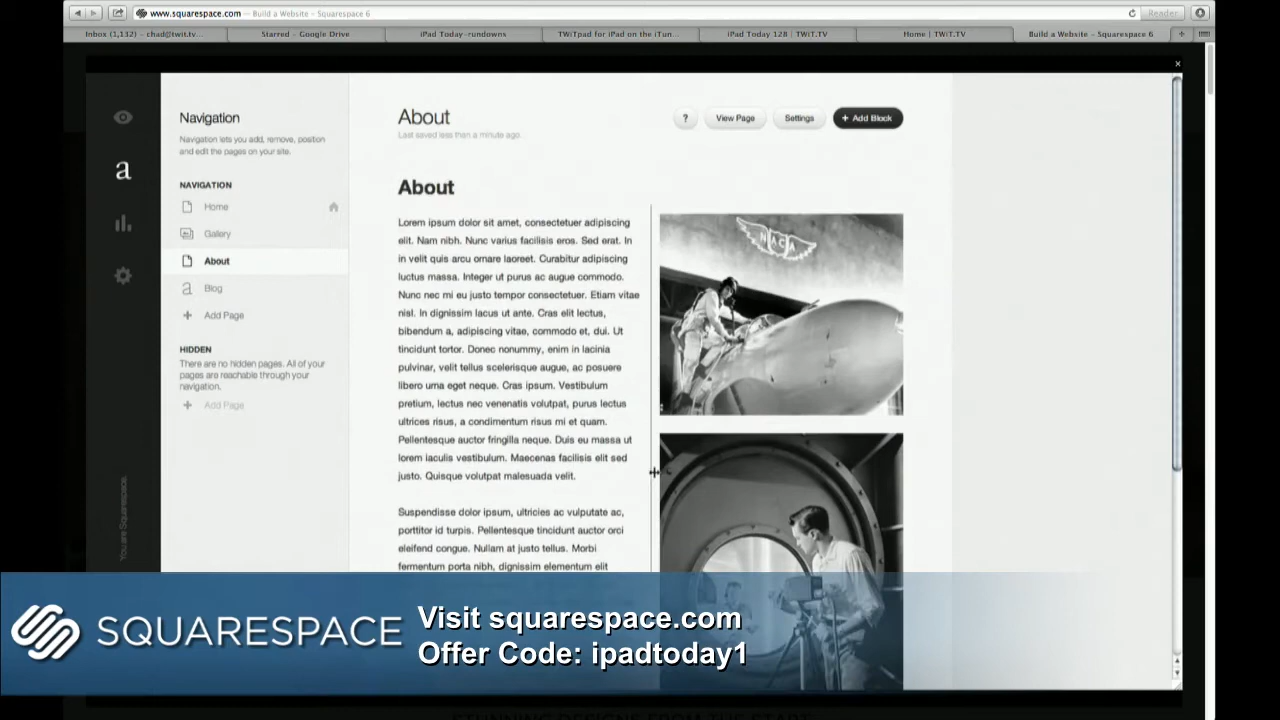 www.squarespace.com — Build a Website – Squarespace 6
Reader
Inbox (1,132) – chad@twit.tv...
Starred – Google Drive
iPad Today-rundowns
TWiTpad for iPad on the iTun...
iPad Today 128 | TWiT.TV
Home | TWiT.TV
Build a Website – Squarespace 6
Navigation
Navigation lets you add, remove, position
and edit the pages on your site.
NAVIGATION
Home
Gallery
About
Blog
+ Add Page
HIDDEN
There are no hidden pages. All of your
pages are reachable through your
navigation.
+ Add Page
You are Squarespace.
About
Last saved less than a minute ago.
?
View Page
Settings
+ Add Block
About
Lorem ipsum dolor sit amet, consectetuer adipiscing
elit. Nam nibh. Nunc varius facilisis eros. Sed erat. In
in velit quis arcu ornare laoreet. Curabitur adipiscing
luctus massa. Integer ut purus ac augue commodo.
Nunc nec mi eu justo tempor consectetuer. Etiam vitae
nisl. In dignissim lacus ut ante. Cras elit lectus,
bibendum a, adipiscing vitae, commodo et, dui. Ut
tincidunt tortor. Donec nonummy, enim in lacinia
pulvinar, velit tellus scelerisque augue, ac posuere
libero urna eget neque. Cras ipsum. Vestibulum
pretium, lectus nec venenatis volutpat, purus lectus
ultrices risus, a condimentum risus mi et quam.
Pellentesque auctor fringilla neque. Duis eu massa ut
lorem iaculis vestibulum. Maecenas facilisis elit sed
justo. Quisque volutpat malesuada velit.
Suspendisse dolor ipsum, ultricies ac vulputate ac,
porttitor id turpis. Pellentesque tincidunt auctor orci
eleifend congue. Nullam at justo tellus. Morbi
fermentum porta nibh, dignissim elementum elit
NACA
SQUARESPACE
Visit squarespace.com
Offer Code: ipadtoday1
STUNNING DESIGNS FROM THE START